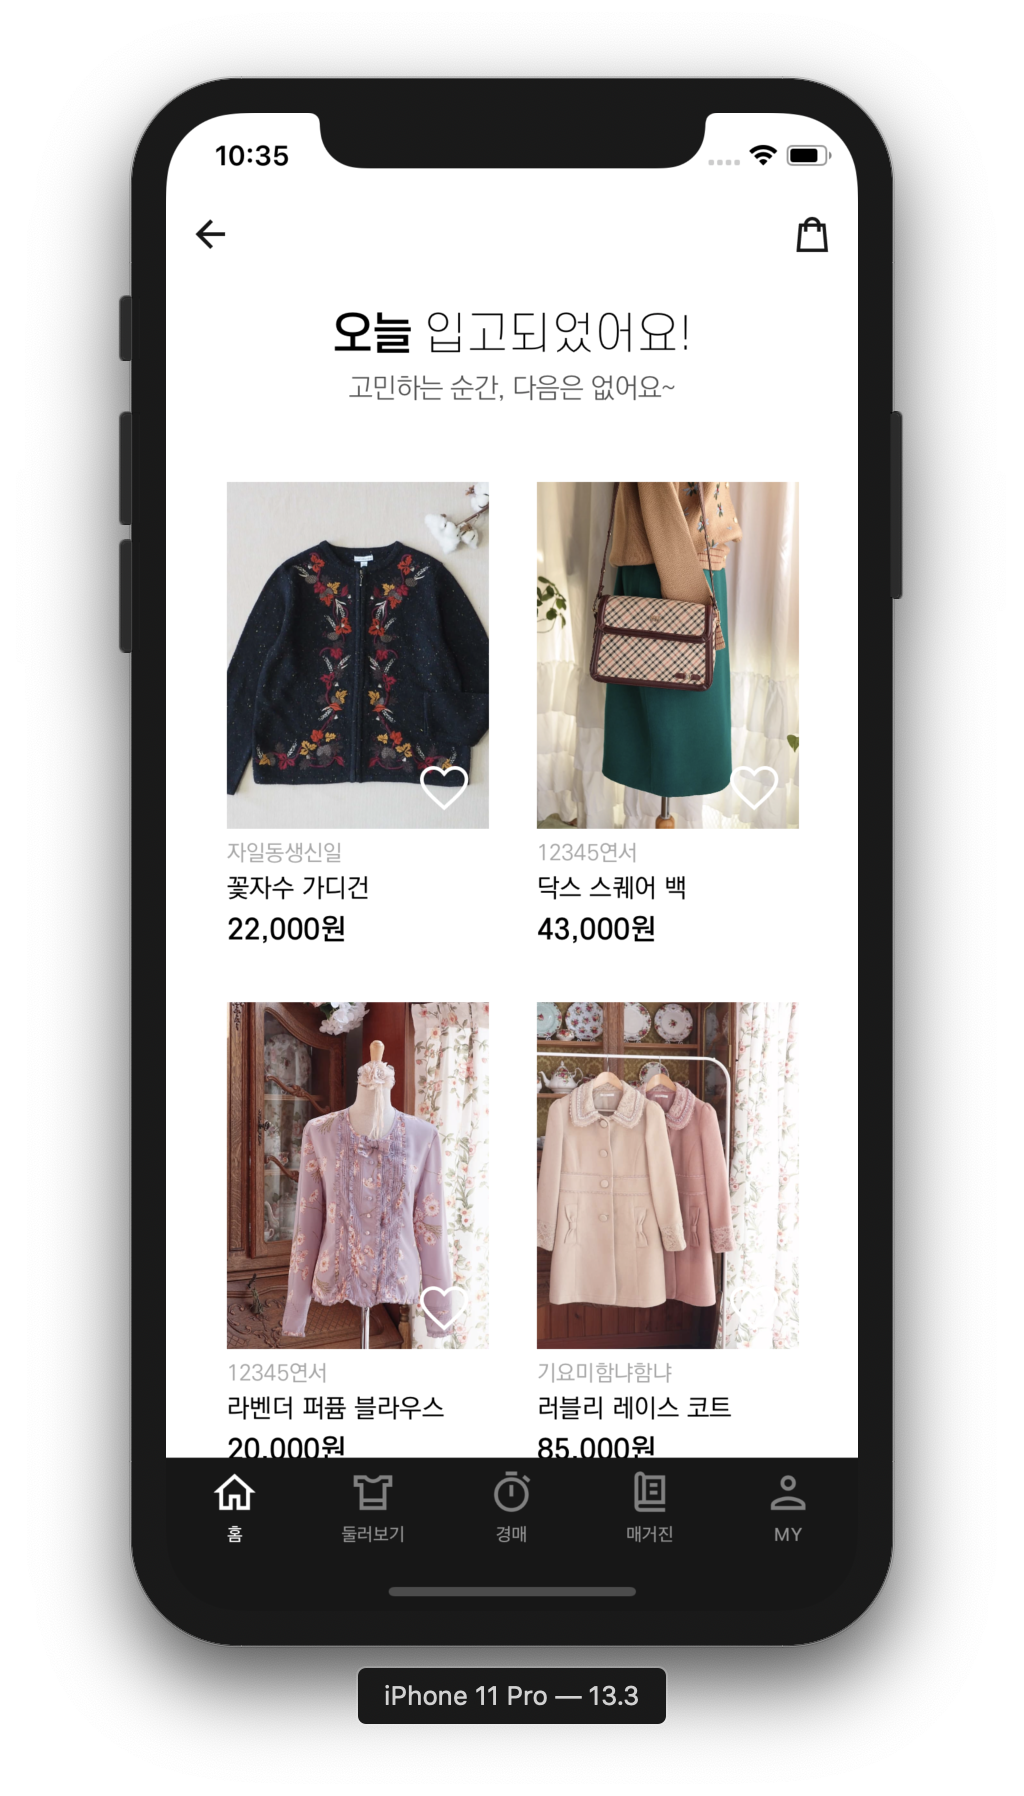 10:35
오늘 입고되었어요!
고민하는 순간, 다음은 없어요~
자일동생신일
꽃자수 가디건
22,000원
12345연서
닥스 스퀘어 백
43,000원
12345연서
라벤더 퍼퓸 블라우스
20,000원
기요미함냐함냐
러블리 레이스 코트
85,000원
홈
둘러보기
경매
매거진
MY
iPhone 11 Pro — 13.3